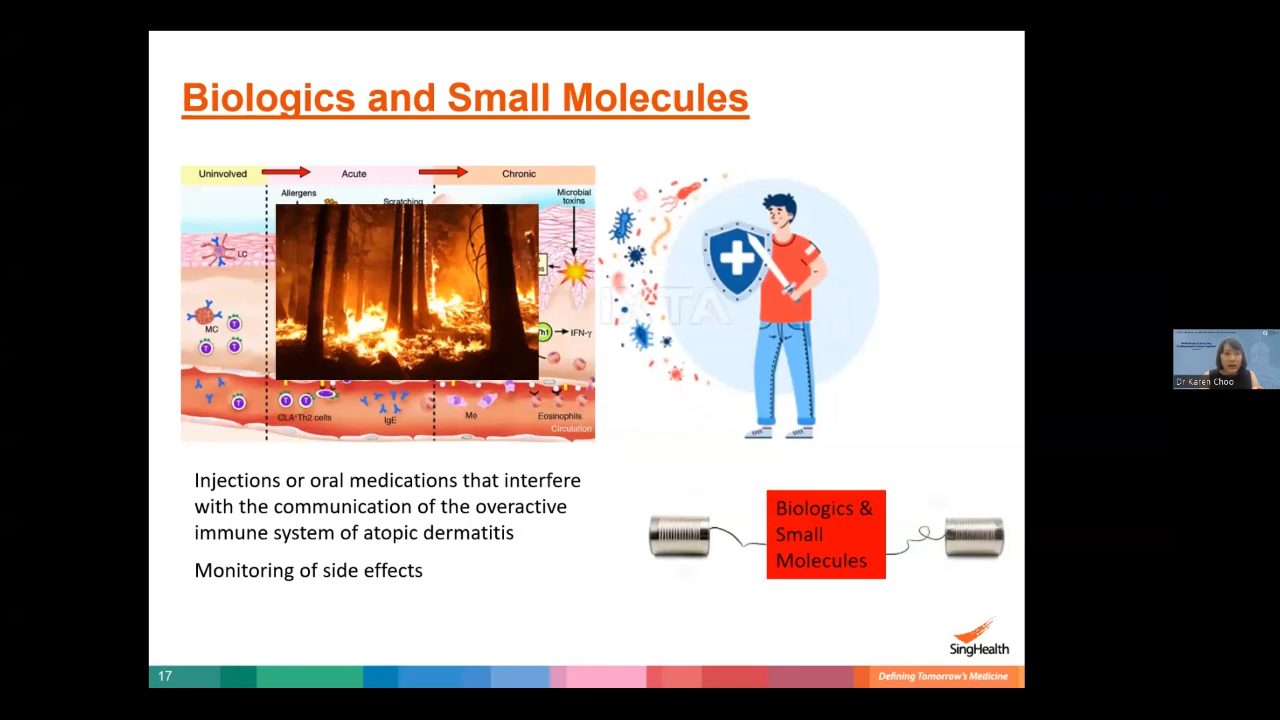 Biologics and Small Molecules
Uninvolved
Acute
Chronic
Allergens
Scratching
Microbial
toxins
LC
MC
T
T
T
T
T
T
CLA+Th2 cells
IgE
Th1
IFN-γ
Eosinophils
Circulation
Injections or oral medications that interfere
with the communication of the overactive
immune system of atopic dermatitis
Monitoring of side effects
Biologics &
Small
Molecules
SingHealth
17
Defining Tomorrow's Medicine
Dr Karen Choo